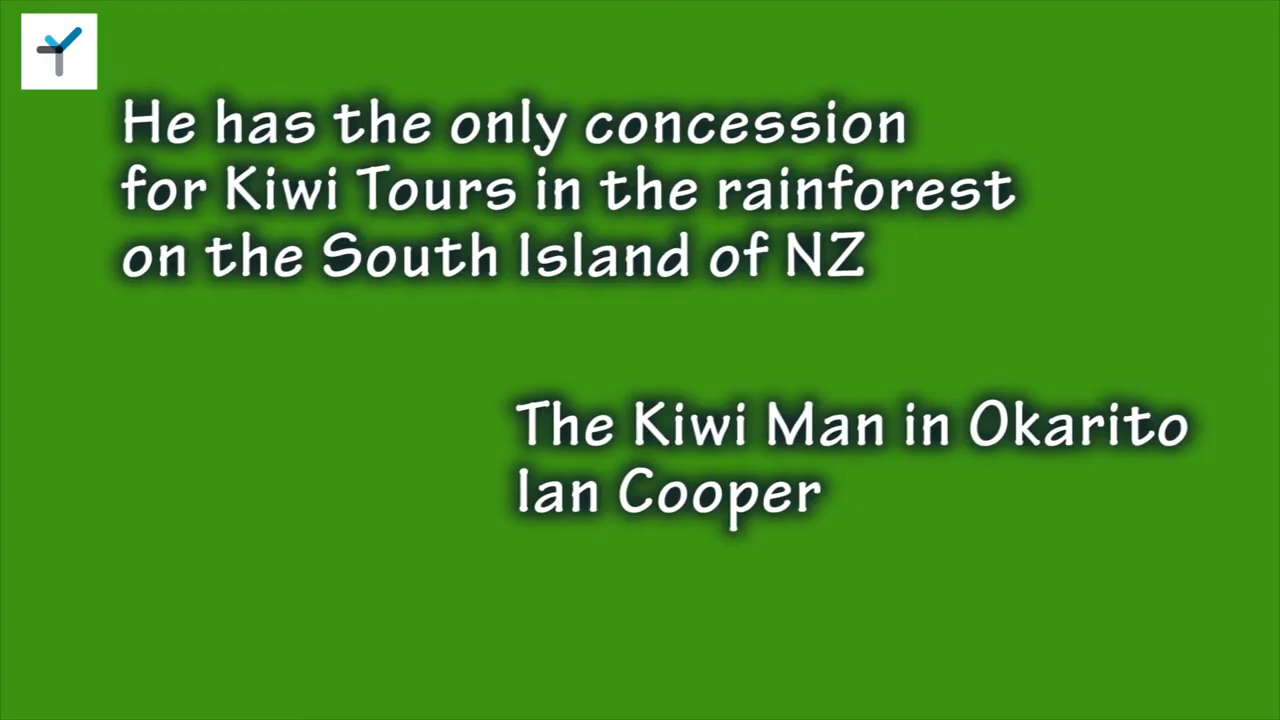 He has the only concession
for Kiwi Tours in the rainforest
on the South Island of NZ
The Kiwi Man in Okarito
Ian Cooper